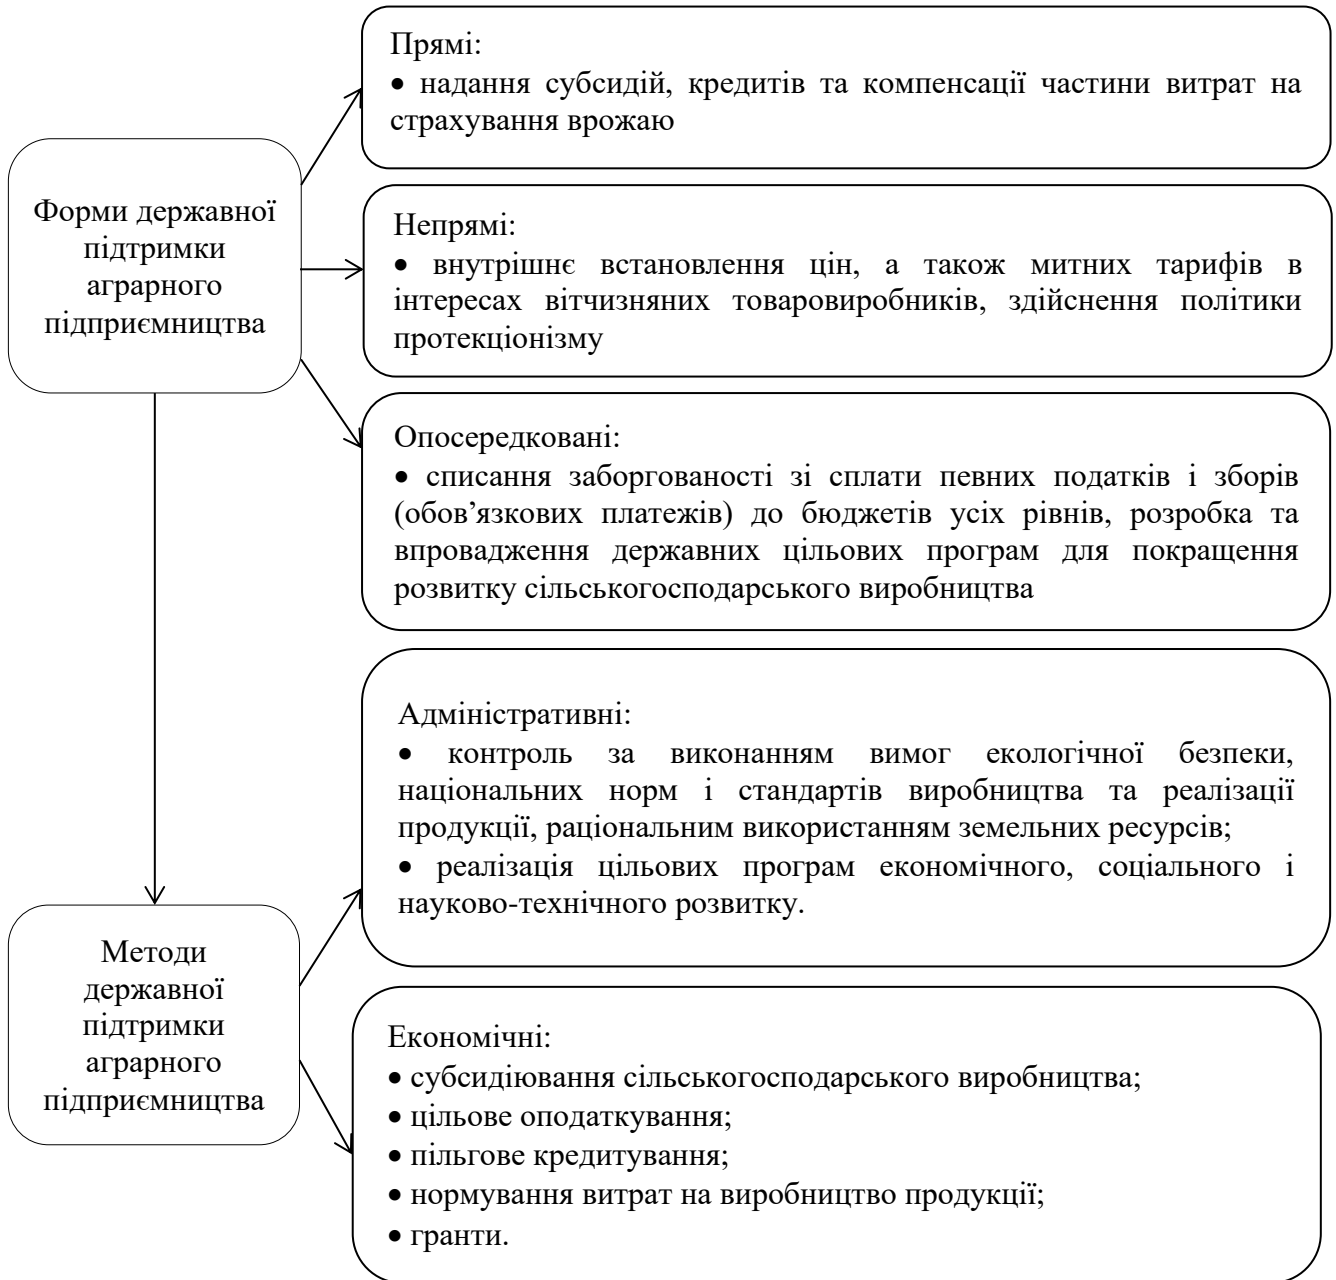 Прямі:
• надання субсидій, кредитів та компенсації частини витрат на
страхування врожаю
Форми державної
підтримки
аграрного
підприємництва
Непрямі:
• внутрішнє встановлення цін, а також митних тарифів в
інтересах вітчизняних товаровиробників, здійснення політики
протекціонізму
Опосередковані:
• списання заборгованості зі сплати певних податків і зборів
(обов’язкових платежів) до бюджетів усіх рівнів, розробка та
впровадження державних цільових програм для покращення
розвитку сільськогосподарського виробництва
Адміністративні:
• контроль за виконанням вимог екологічної безпеки,
національних норм і стандартів виробництва та реалізації
продукції, раціональним використанням земельних ресурсів;
• реалізація цільових програм економічного, соціального і
науково-технічного розвитку.
Методи
державної
підтримки
аграрного
підприємництва
Економічні:
• субсидіювання сільськогосподарського виробництва;
• цільове оподаткування;
• пільгове кредитування;
• нормування витрат на виробництво продукції;
• гранти.